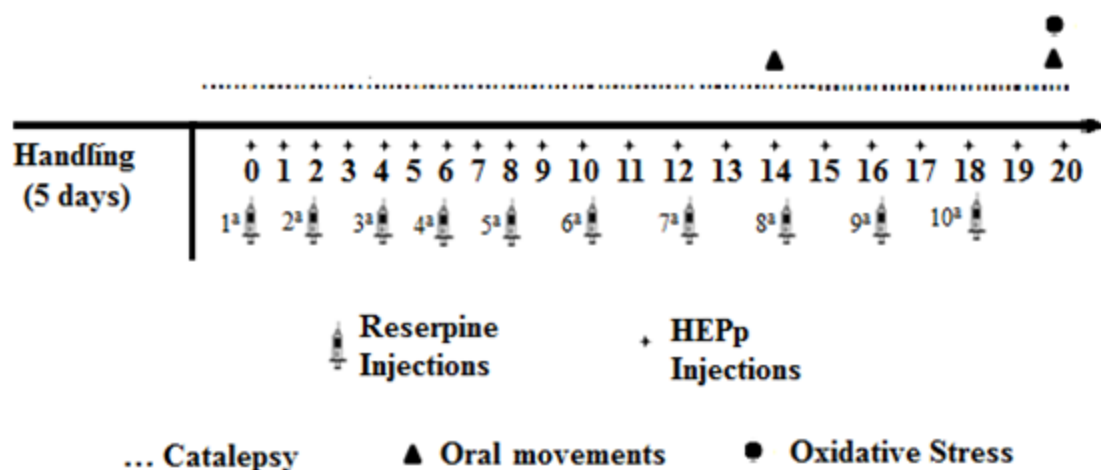 Handling
(5 days)
0 1 2 3 4 5 6 7 8 9 10 11 12 13 14 15 16 17 18 19 20
1ª 2ª 3ª 4ª 5ª 6ª 7ª 8ª 9ª 10ª
Reserpine
Injections
HEPp
Injections
... Catalepsy
Oral movements
Oxidative Stress